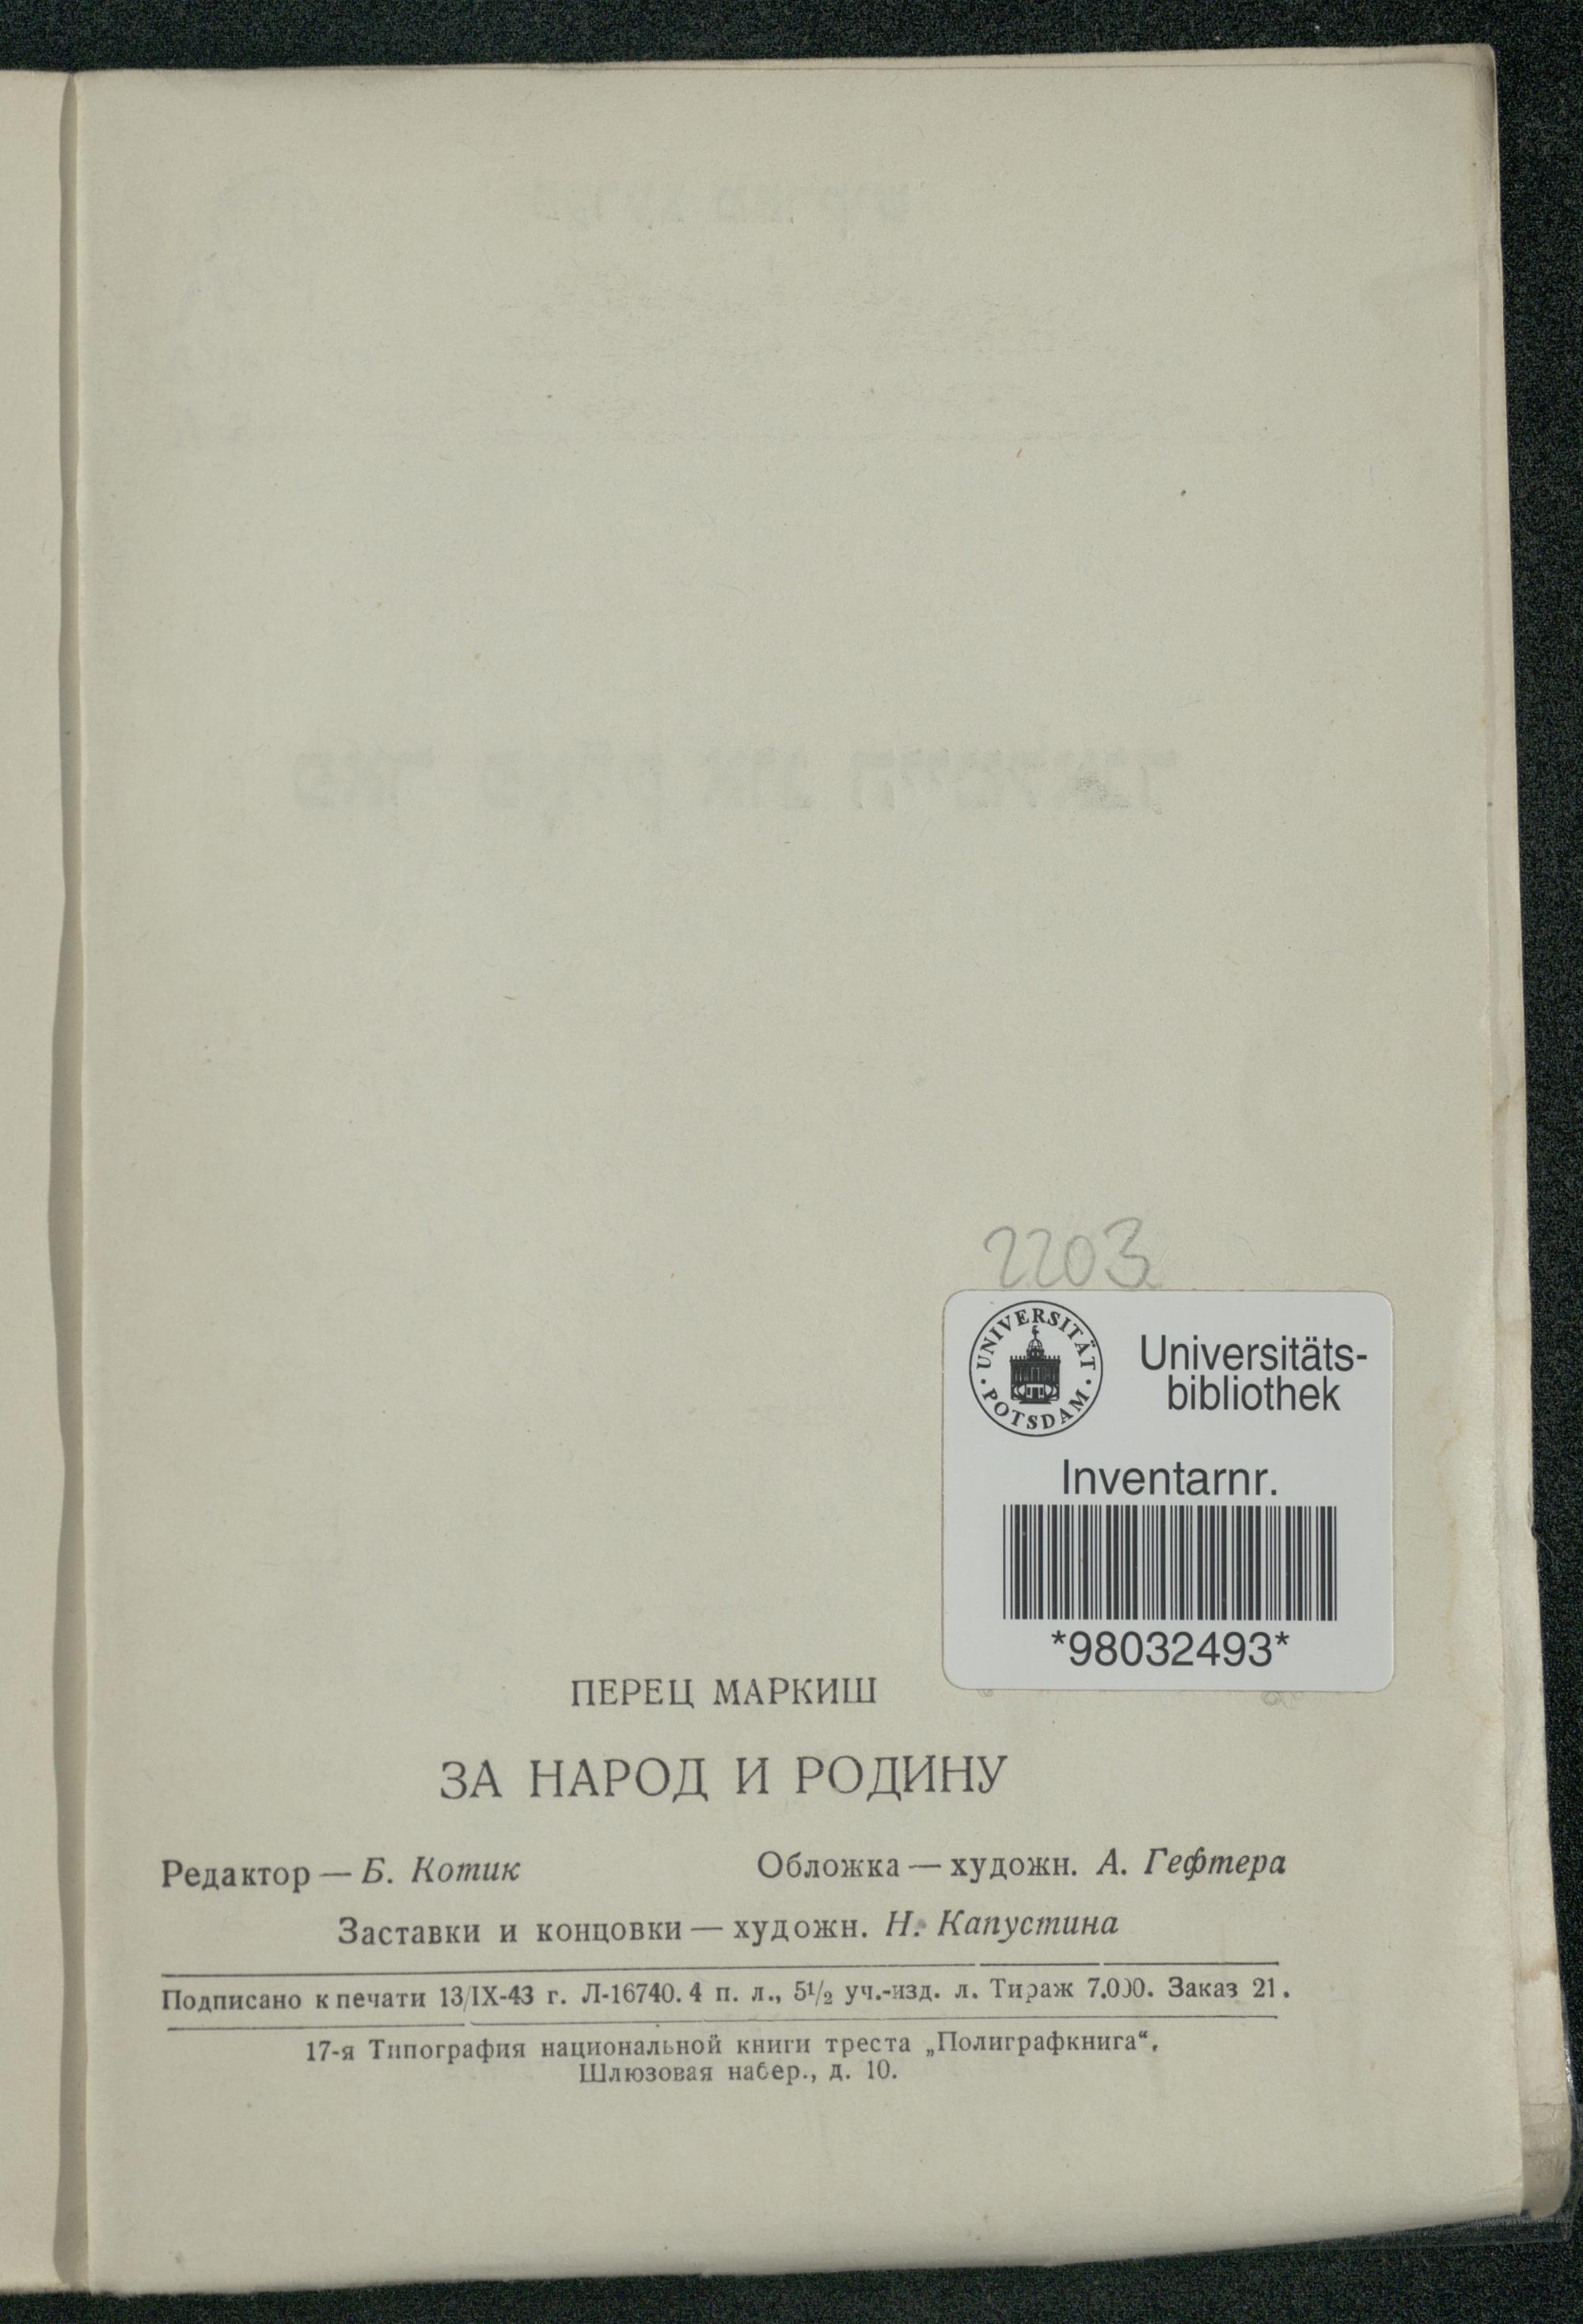 2203
UNIVERSITÄT
· POTSDAM ·
Universitäts-
bibliothek
Inventarnr.
*98032493*
ПЕРЕЦ МАРКИШ
ЗА НАРОД И РОДИНУ
Редактор — Б. Котик Обложка — художн. А. Гефтера
Заставки и концовки — художн. Н. Капустина
Подписано к печати 13/IX-43 г. Л-16740. 4 п. л., 5½ уч.-изд. л. Тираж 7.000. Заказ 21.
17-я Типография национальной книги треста „Полиграфкнига“,
Шлюзовая набер., д. 10.